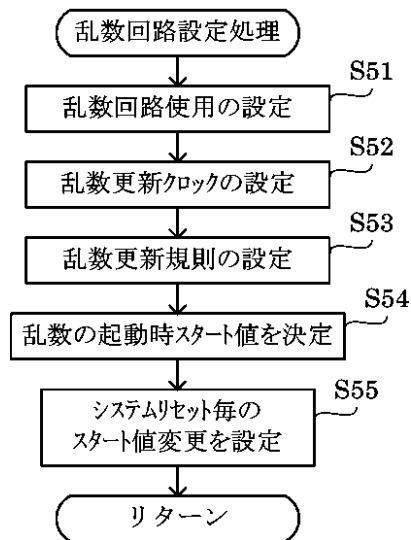 乱数回路設定処理
S51
乱数回路使用の設定
S52
乱数更新クロックの設定
S53
乱数更新規則の設定
S54
乱数の起動時スタート値を決定
S55
システムリセット毎の
スタート値変更を設定
リターン